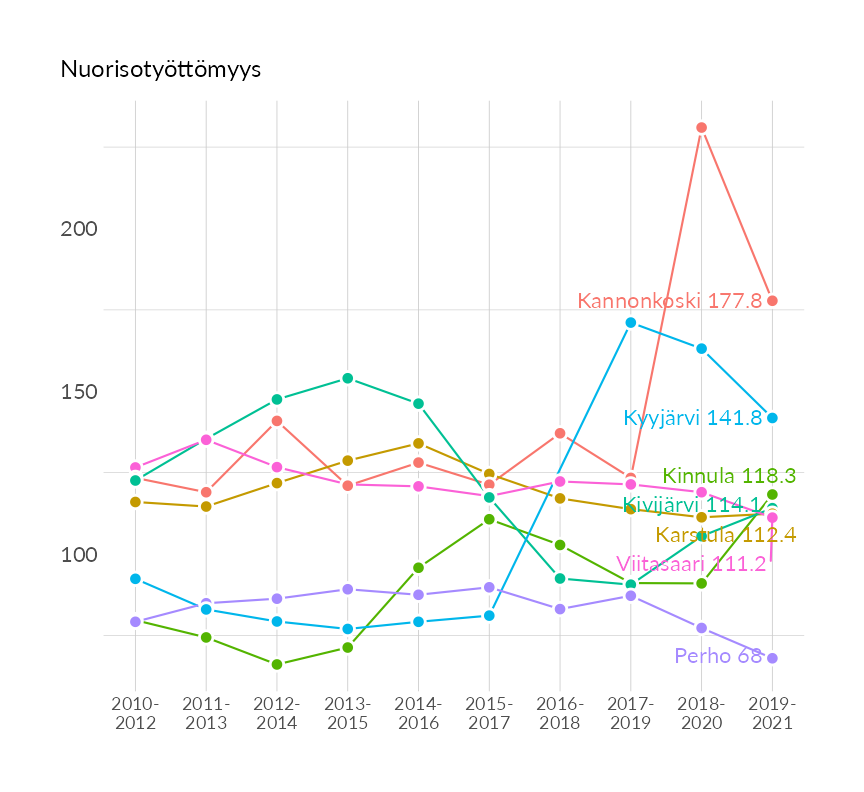 Nuorisotyöttömyys
200
150
100
Kannonkoski 177.8
Kyyjärvi 141.8
Kinnula 118.3
Kivijärvi 114.1
Karstula 112.4
Viitasaari 111.2
Perho 68
2010-
2012
2011-
2013
2012-
2014
2013-
2015
2014-
2016
2015-
2017
2016-
2018
2017-
2019
2018-
2020
2019-
2021